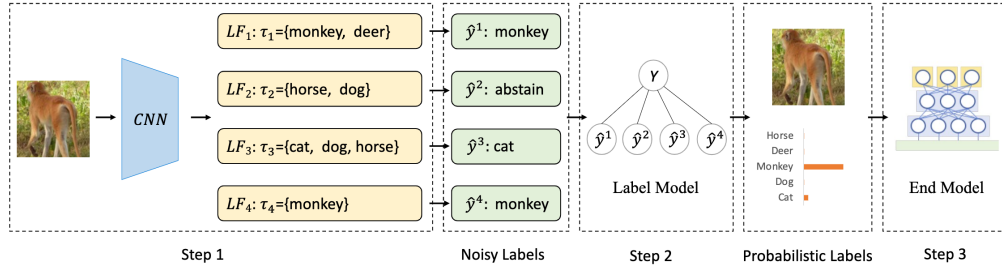 CNN
LF₁: τ₁={monkey, deer}
LF₂: τ₂={horse, dog}
LF₃: τ₃={cat, dog, horse}
LF₄: τ₄={monkey}
ŷ¹: monkey
ŷ²: abstain
ŷ³: cat
ŷ⁴: monkey
Y
ŷ¹ ŷ² ŷ³ ŷ⁴
Label Model
Horse
Deer
Monkey
Dog
Cat
End Model
Step 1
Noisy Labels
Step 2
Probabilistic Labels
Step 3